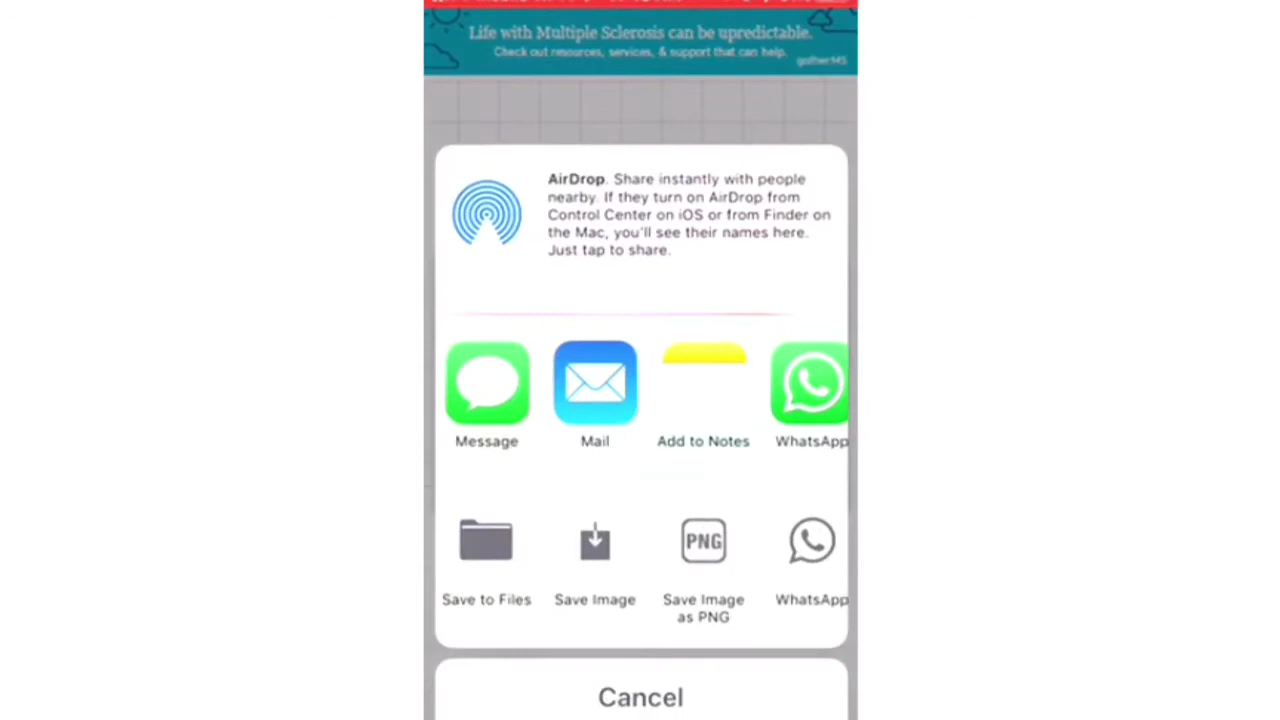 Life with Multiple Sclerosis can be upredictable.
Check out resources, services, & support that can help.
gatherMS
AirDrop. Share instantly with people
nearby. If they turn on AirDrop from
Control Center on iOS or from Finder on
the Mac, you'll see their names here.
Just tap to share.
Message Mail Add to Notes WhatsApp
PNG
Save to Files Save Image Save Image as PNG WhatsApp
Cancel